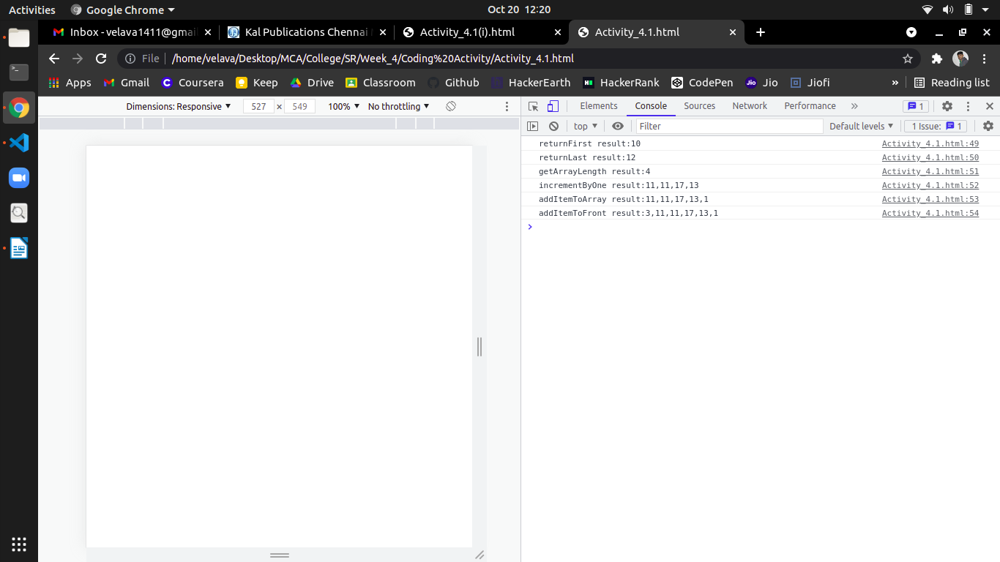 Activities Google Chrome Oct 20 12:20
Inbox - velava1411@gmai Kal Publications Chennai Activity_4.1(i).html Activity_4.1.html
File /home/velava/Desktop/MCA/College/SR/Week_4/Coding%20Activity/Activity_4.1.html
Apps Gmail Coursera Keep Drive Classroom Github HackerEarth HackerRank CodePen Jio Jiofi » Reading list
Dimensions: Responsive 527 × 549 100% No throttling
Elements Console Sources Network Performance » 1
top Filter Default levels 1 Issue: 1
returnFirst result:10 Activity_4.1.html:49
returnLast result:12 Activity_4.1.html:50
getArrayLength result:4 Activity_4.1.html:51
incrementByOne result:11,11,17,13 Activity_4.1.html:52
addItemToArray result:11,11,17,13,1 Activity_4.1.html:53
addItemToFront result:3,11,11,17,13,1 Activity_4.1.html:54